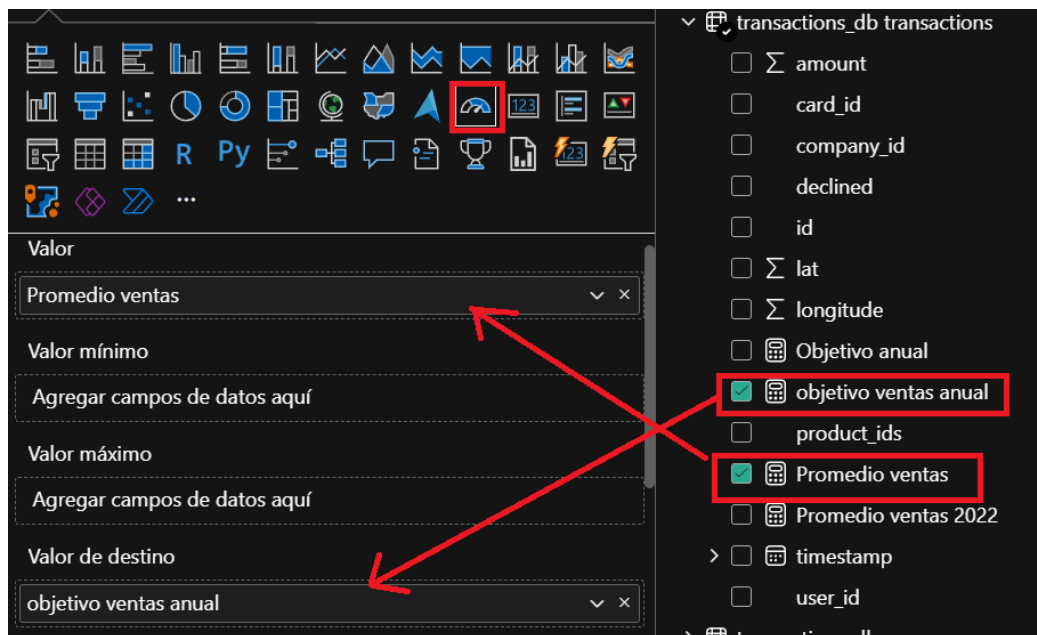 123
R
Py
123
...
Valor
Promedio ventas
Valor mínimo
Agregar campos de datos aquí
Valor máximo
Agregar campos de datos aquí
Valor de destino
objetivo ventas anual
transactions_db transactions
amount
card_id
company_id
declined
id
lat
longitude
Objetivo anual
objetivo ventas anual
product_ids
Promedio ventas
Promedio ventas 2022
timestamp
user_id